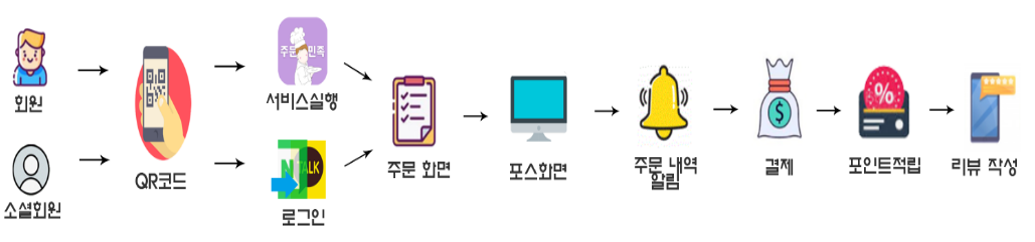 회원
소셜회원
QR코드
주문 민족
서비스실행
N TALK
로그인
주문 화면
포스화면
주문 내역
알림
$
결제
%
포인트적립
리뷰 작성